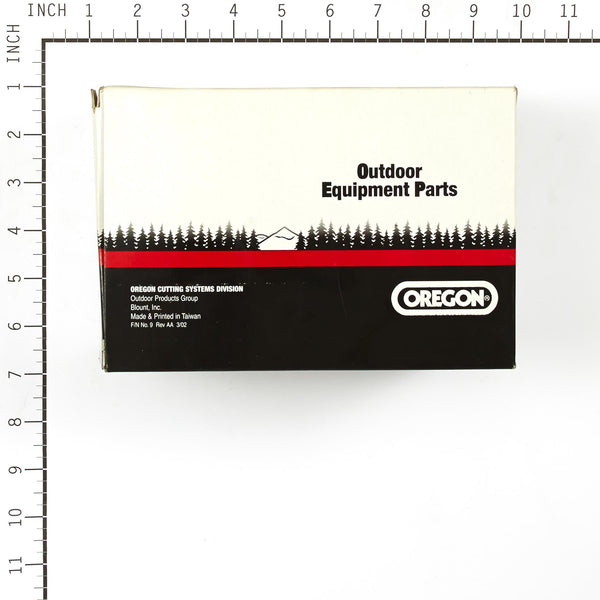 INCH 1 2 3 4 5 6 7 8 9 10 11
INCH
1
2
3
4
5
6
7
8
9
10
11
Outdoor
Equipment Parts
OREGON®
OREGON CUTTING SYSTEMS DIVISION
Outdoor Products Group
Blount, Inc.
Made & Printed in Taiwan
F/N No. 9 Rev AA 3/02